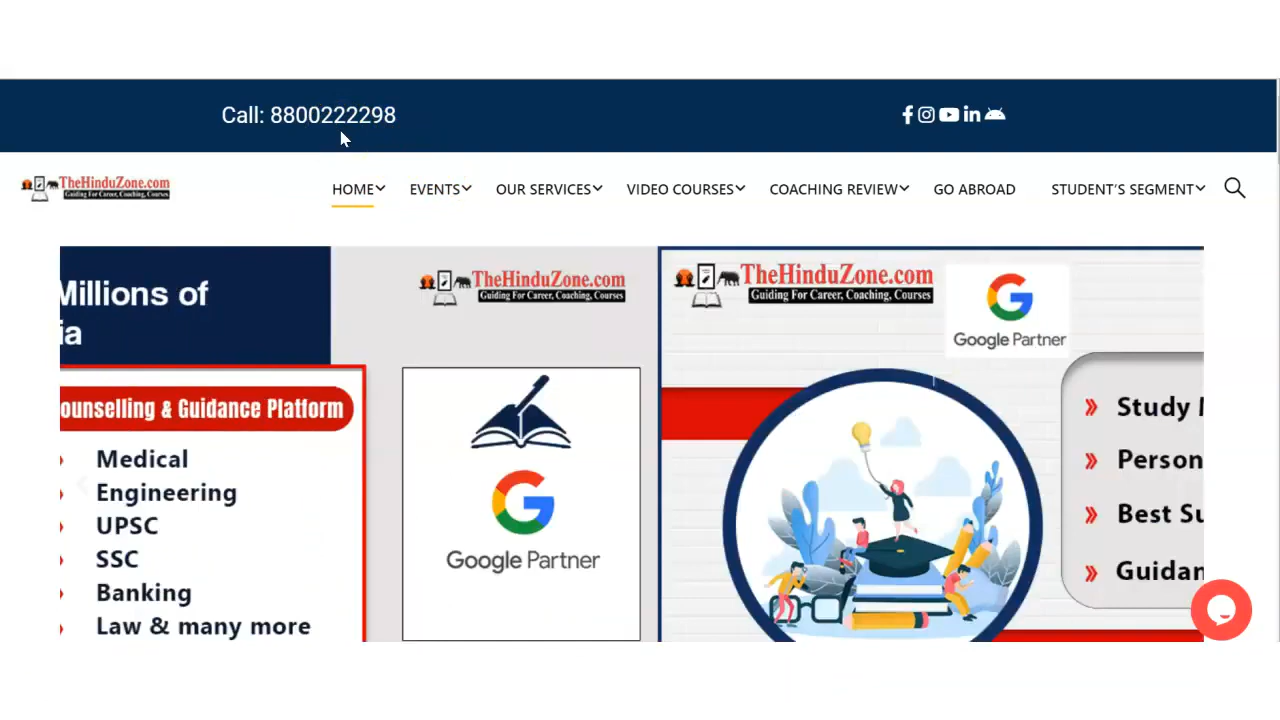 Call: 8800222298
TheHinduZone.com
Guiding For Career, Coaching, Courses
HOME EVENTS OUR SERVICES VIDEO COURSES COACHING REVIEW GO ABROAD STUDENT'S SEGMENT
Millions of
ia
ounselling & Guidance Platform
Medical
Engineering
UPSC
SSC
Banking
Law & many more
TheHinduZone.com
Guiding For Career, Coaching, Courses
Google Partner
TheHinduZone.com
Guiding For Career, Coaching, Courses
Google Partner
Study
Person
Best Su
Guidan